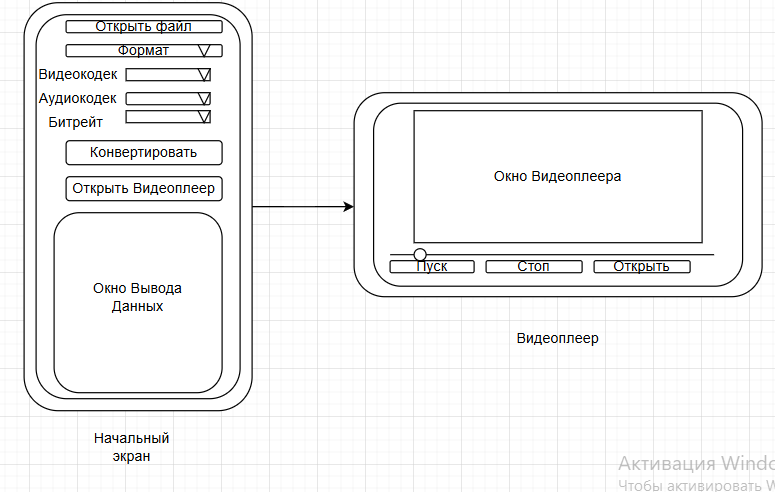 Открыть файл
Формат
Видеокодек
Аудиокодек
Битрейт
Конвертировать
Открыть Видеоплеер
Окно Вывода
Данных
Начальный
экран
Окно Видеоплеера
Пуск
Стоп
Открыть
Видеоплеер
Активация Windo
Чтобы активировать W